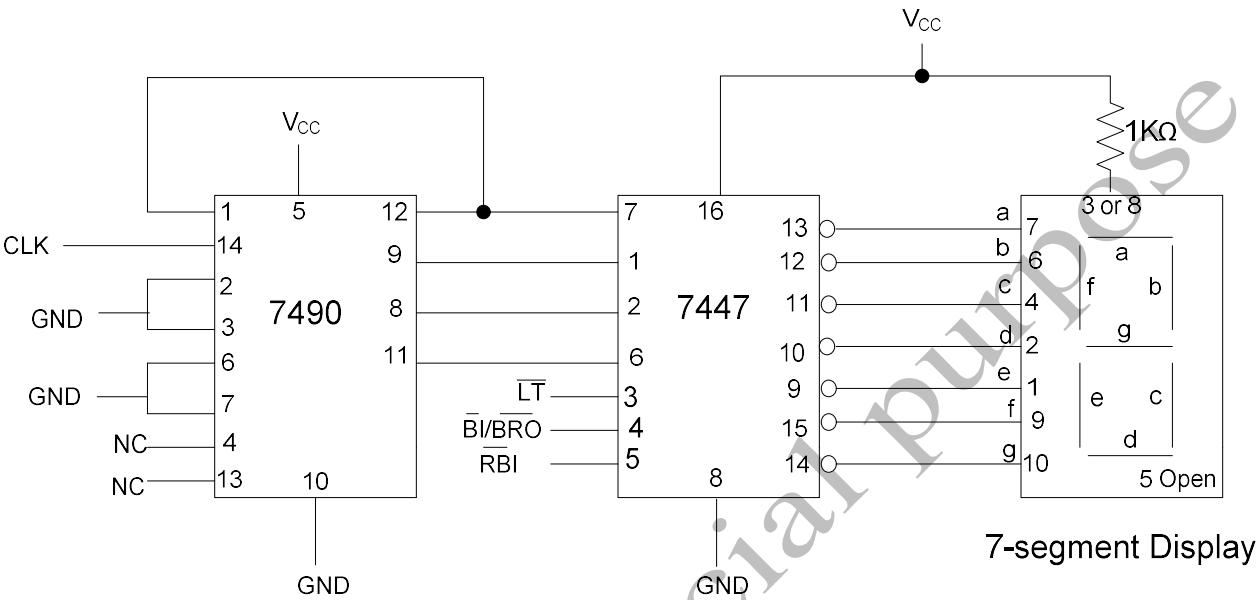 VCC
VCC
1KΩ
1 5 12
7 16
3 or 8
CLK 14
9
1
13 a 7
a
12 b 6
2
f b
GND
7490
8
2
7447
11 c 4
3
g
10 d 2
6
11
6
GND
LT 3
9 e 1
e c
7
BI/BRO 4
15 f 9
NC 4
d
RBI 5
14 g 10
NC 13
10
8
5 Open
7-segment Display
GND
GND
cial purpose